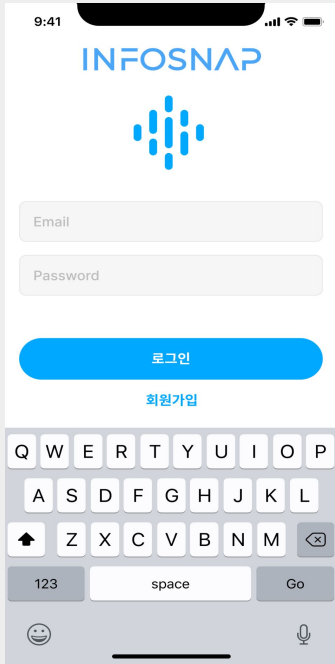 9:41
INFOSNAP
Email
Password
로그인
회원가입
Q W E R T Y U I O P
A S D F G H J K L
Z X C V B N M
123 space Go